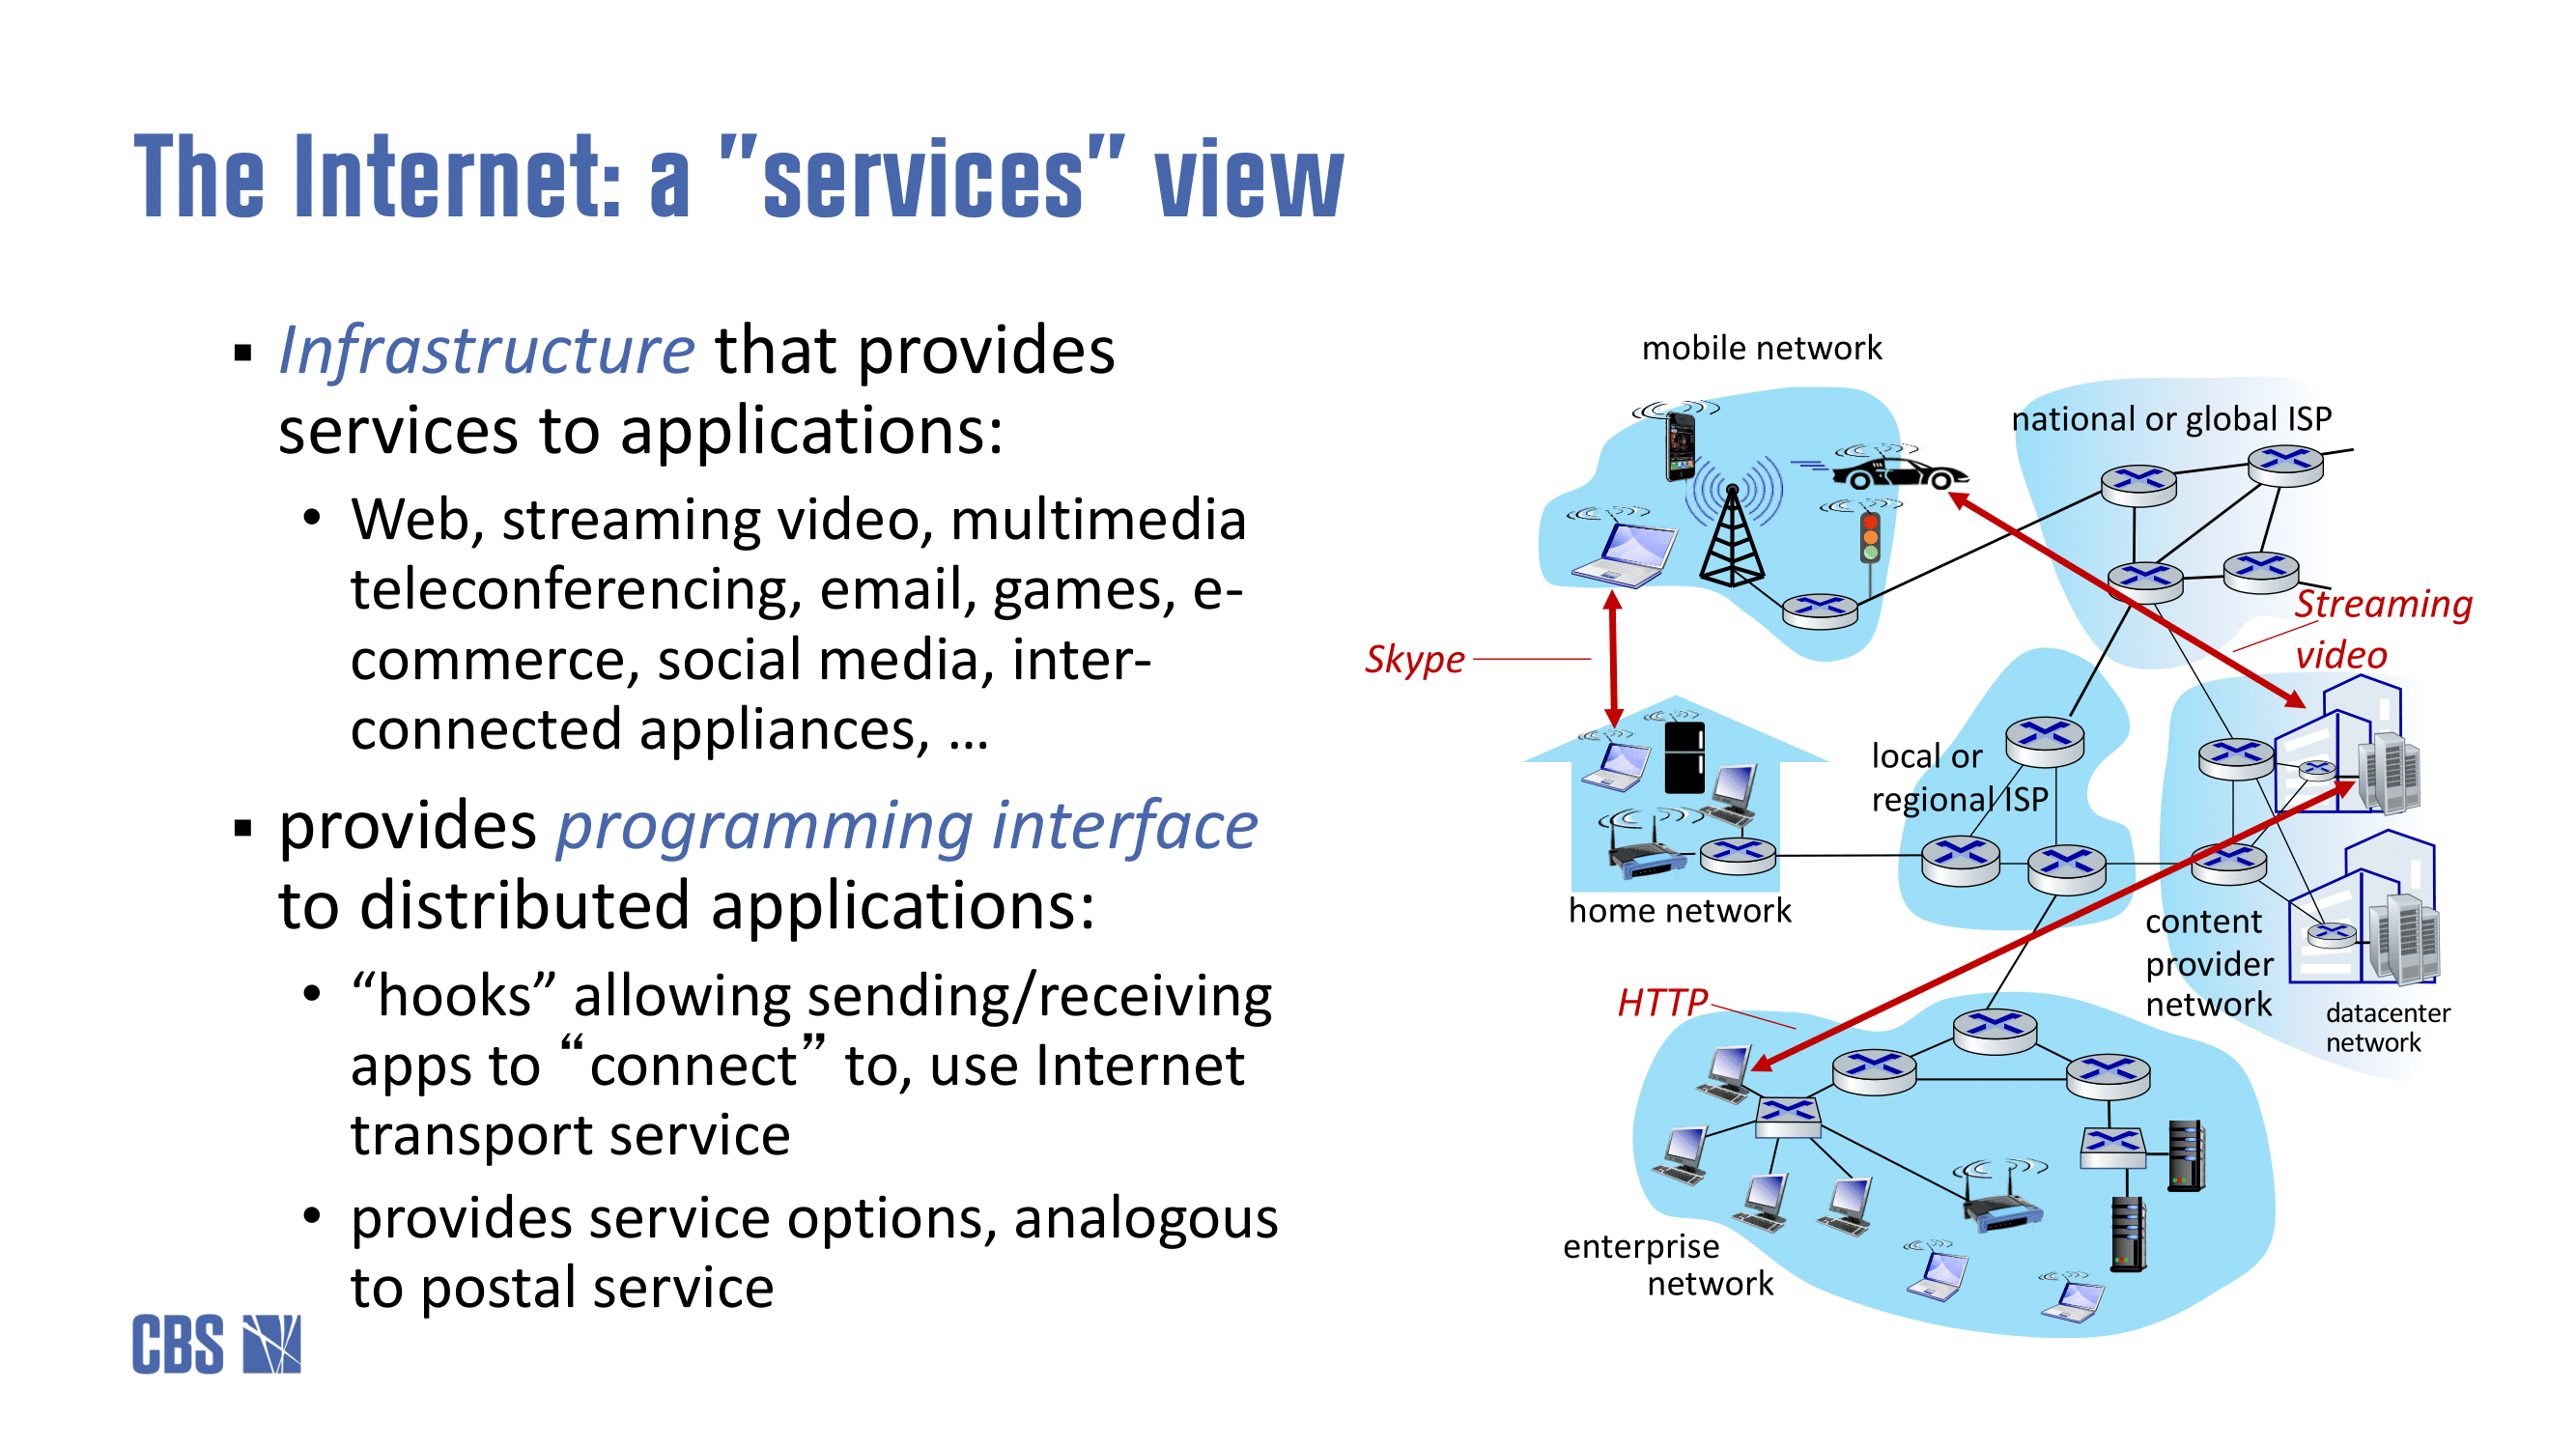 The Internet: a "services" view
▪ Infrastructure that provides
services to applications:
• Web, streaming video, multimedia
teleconferencing, email, games, e-
commerce, social media, inter-
connected appliances, …
▪ provides programming interface
to distributed applications:
• “hooks” allowing sending/receiving
apps to “connect” to, use Internet
transport service
• provides service options, analogous
to postal service
CBS
mobile network
national or global ISP
Streaming
video
Skype
local or
regional ISP
home network
content
provider
network
datacenter
network
HTTP
enterprise
network